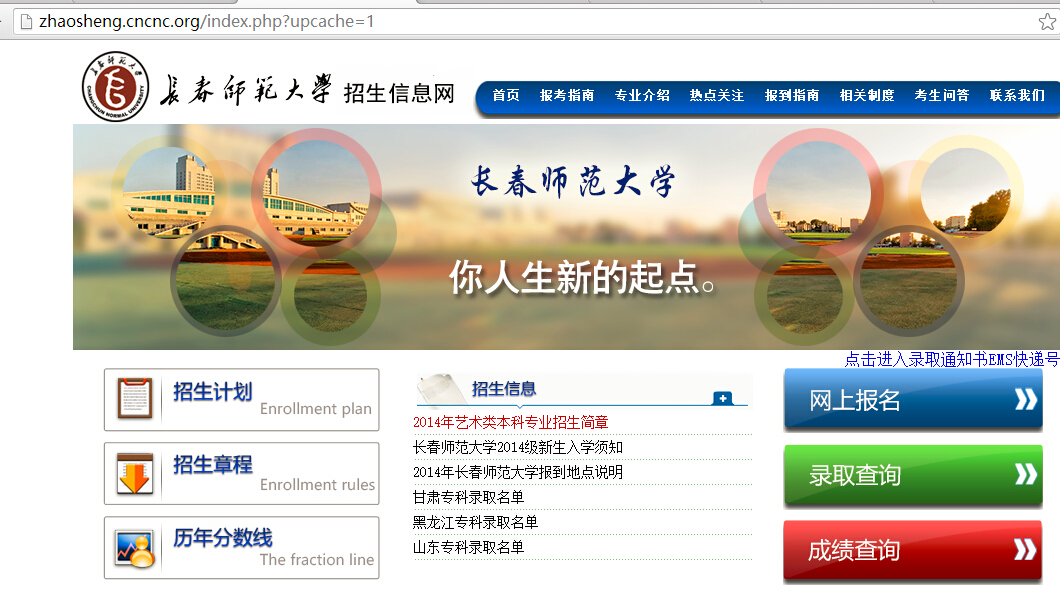 zhaosheng.cncnc.org/index.php?upcache=1
长春师范大学 招生信息网
CHANGCHUN NORMAL UNIVERSITY
首页 报考指南 专业介绍 热点关注 报到指南 相关制度 考生问答 联系我们
长春师范大学
你人生新的起点。
点击进入录取通知书EMS快递号
招生计划
Enrollment plan
招生章程
Enrollment rules
历年分数线
The fraction line
招生信息
2014年艺术类本科专业招生简章
长春师范大学2014级新生入学须知
2014年长春师范大学报到地点说明
甘肃专科录取名单
黑龙江专科录取名单
山东专科录取名单
网上报名
录取查询
成绩查询